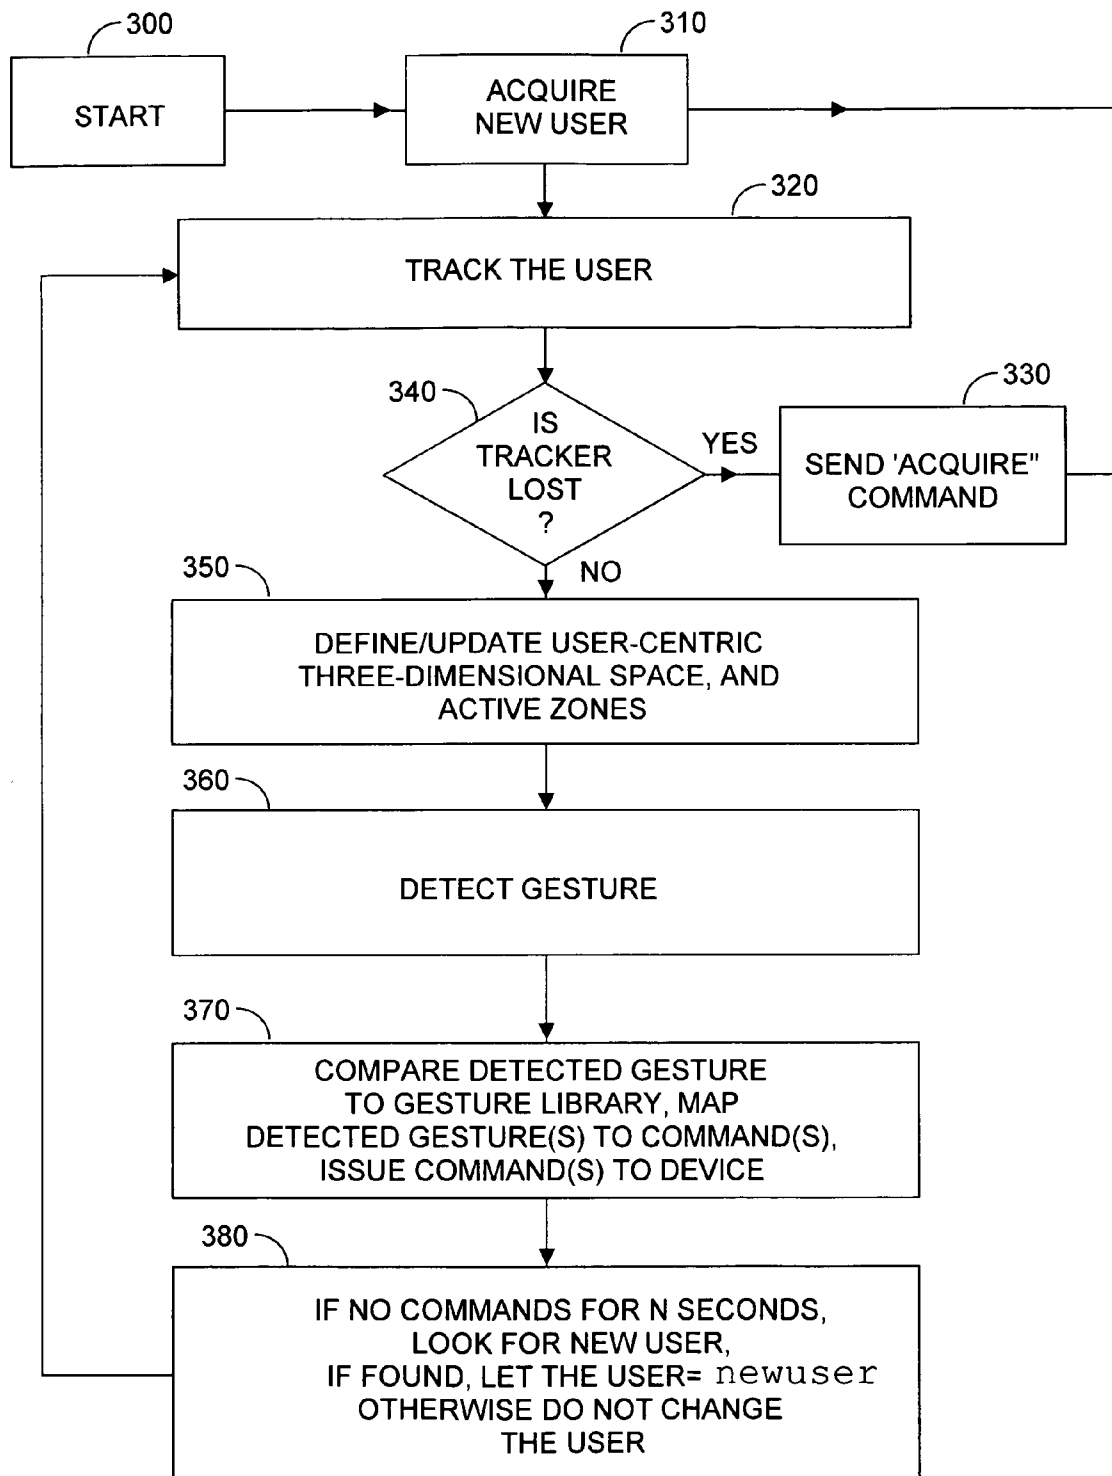 300
START
310
ACQUIRE
NEW USER
320
TRACK THE USER
340
IS
TRACKER
LOST
?
YES
330
SEND 'ACQUIRE"
COMMAND
NO
350
DEFINE/UPDATE USER-CENTRIC
THREE-DIMENSIONAL SPACE, AND
ACTIVE ZONES
360
DETECT GESTURE
370
COMPARE DETECTED GESTURE
TO GESTURE LIBRARY, MAP
DETECTED GESTURE(S) TO COMMAND(S),
ISSUE COMMAND(S) TO DEVICE
380
IF NO COMMANDS FOR N SECONDS,
LOOK FOR NEW USER,
IF FOUND, LET THE USER= newuser
OTHERWISE DO NOT CHANGE
THE USER